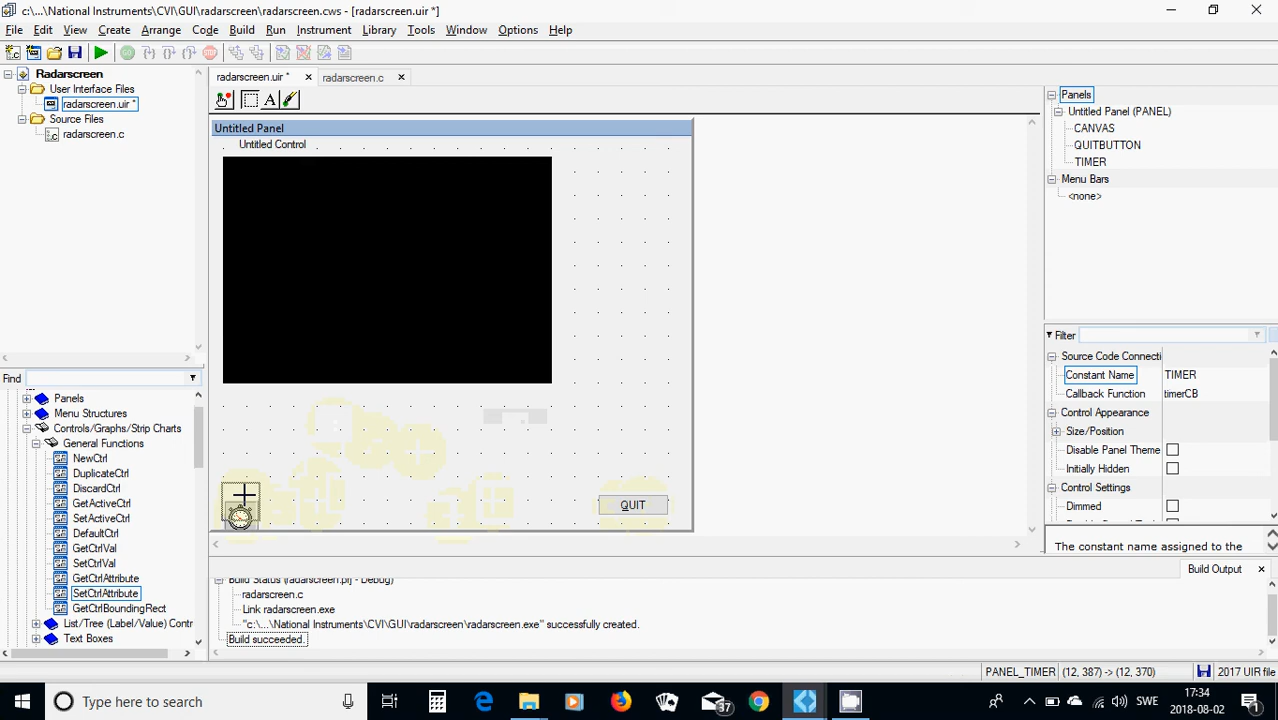 c:\...\National Instruments\CVI\GUI\radarscreen\radarscreen.cws - [radarscreen.uir *]
File Edit View Create Arrange Code Build Run Instrument Library Tools Window Options Help
Radarscreen
User Interface Files
radarscreen.uir *
Source Files
radarscreen.c
radarscreen.uir *
radarscreen.c
Untitled Panel
Untitled Control
QUIT
Panels
Untitled Panel (PANEL)
CANVAS
QUITBUTTON
TIMER
Menu Bars
<none>
Filter
Source Code Connecti
Constant Name TIMER
Callback Function timerCB
Control Appearance
Size/Position
Disable Panel Theme
Initially Hidden
Control Settings
Dimmed
The constant name assigned to the
Find
Panels
Menu Structures
Controls/Graphs/Strip Charts
General Functions
NewCtrl
DuplicateCtrl
DiscardCtrl
GetActiveCtrl
SetActiveCtrl
DefaultCtrl
GetCtrlVal
SetCtrlVal
GetCtrlAttribute
SetCtrlAttribute
GetCtrlBoundingRect
List/Tree (Label/Value) Contr
Text Boxes
Build Output
Build Status (radarscreen.prj - Debug)
radarscreen.c
Link radarscreen.exe
"c:\...\National Instruments\CVI\GUI\radarscreen\radarscreen.exe" successfully created.
Build succeeded.
PANEL_TIMER (12, 387) -> (12, 370) 2017 UIR file
Type here to search
37
SWE
17:34
2018-08-02
1